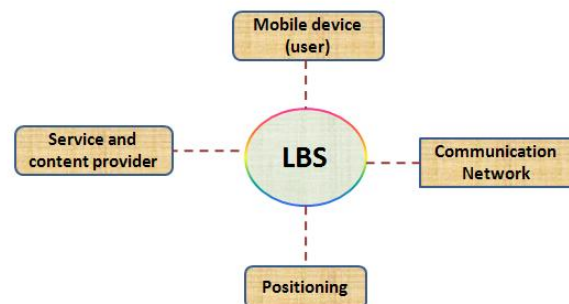 Mobile device
(user)
Service and
content provider
LBS
Communication
Network
Positioning